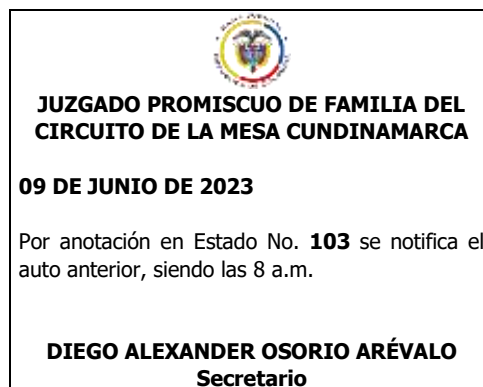 JUZGADO PROMISCUO DE FAMILIA DEL
CIRCUITO DE LA MESA CUNDINAMARCA
09 DE JUNIO DE 2023
Por anotación en Estado No. 103 se notifica el
auto anterior, siendo las 8 a.m.
DIEGO ALEXANDER OSORIO ARÉVALO
Secretario